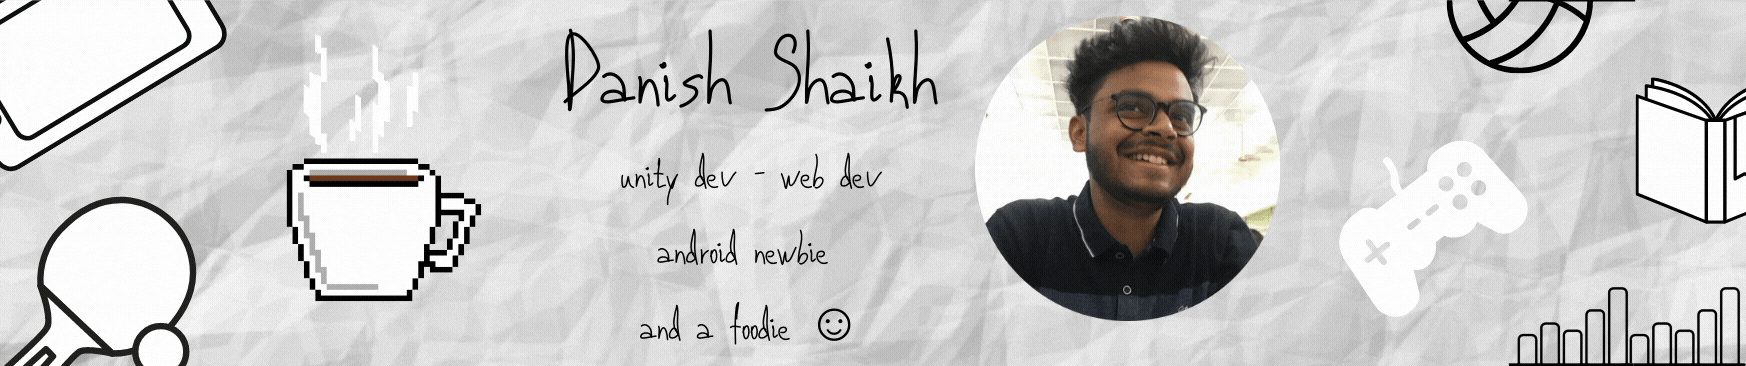 Danish Shaikh
unity dev - web dev
android newbie
and a foodie ☺